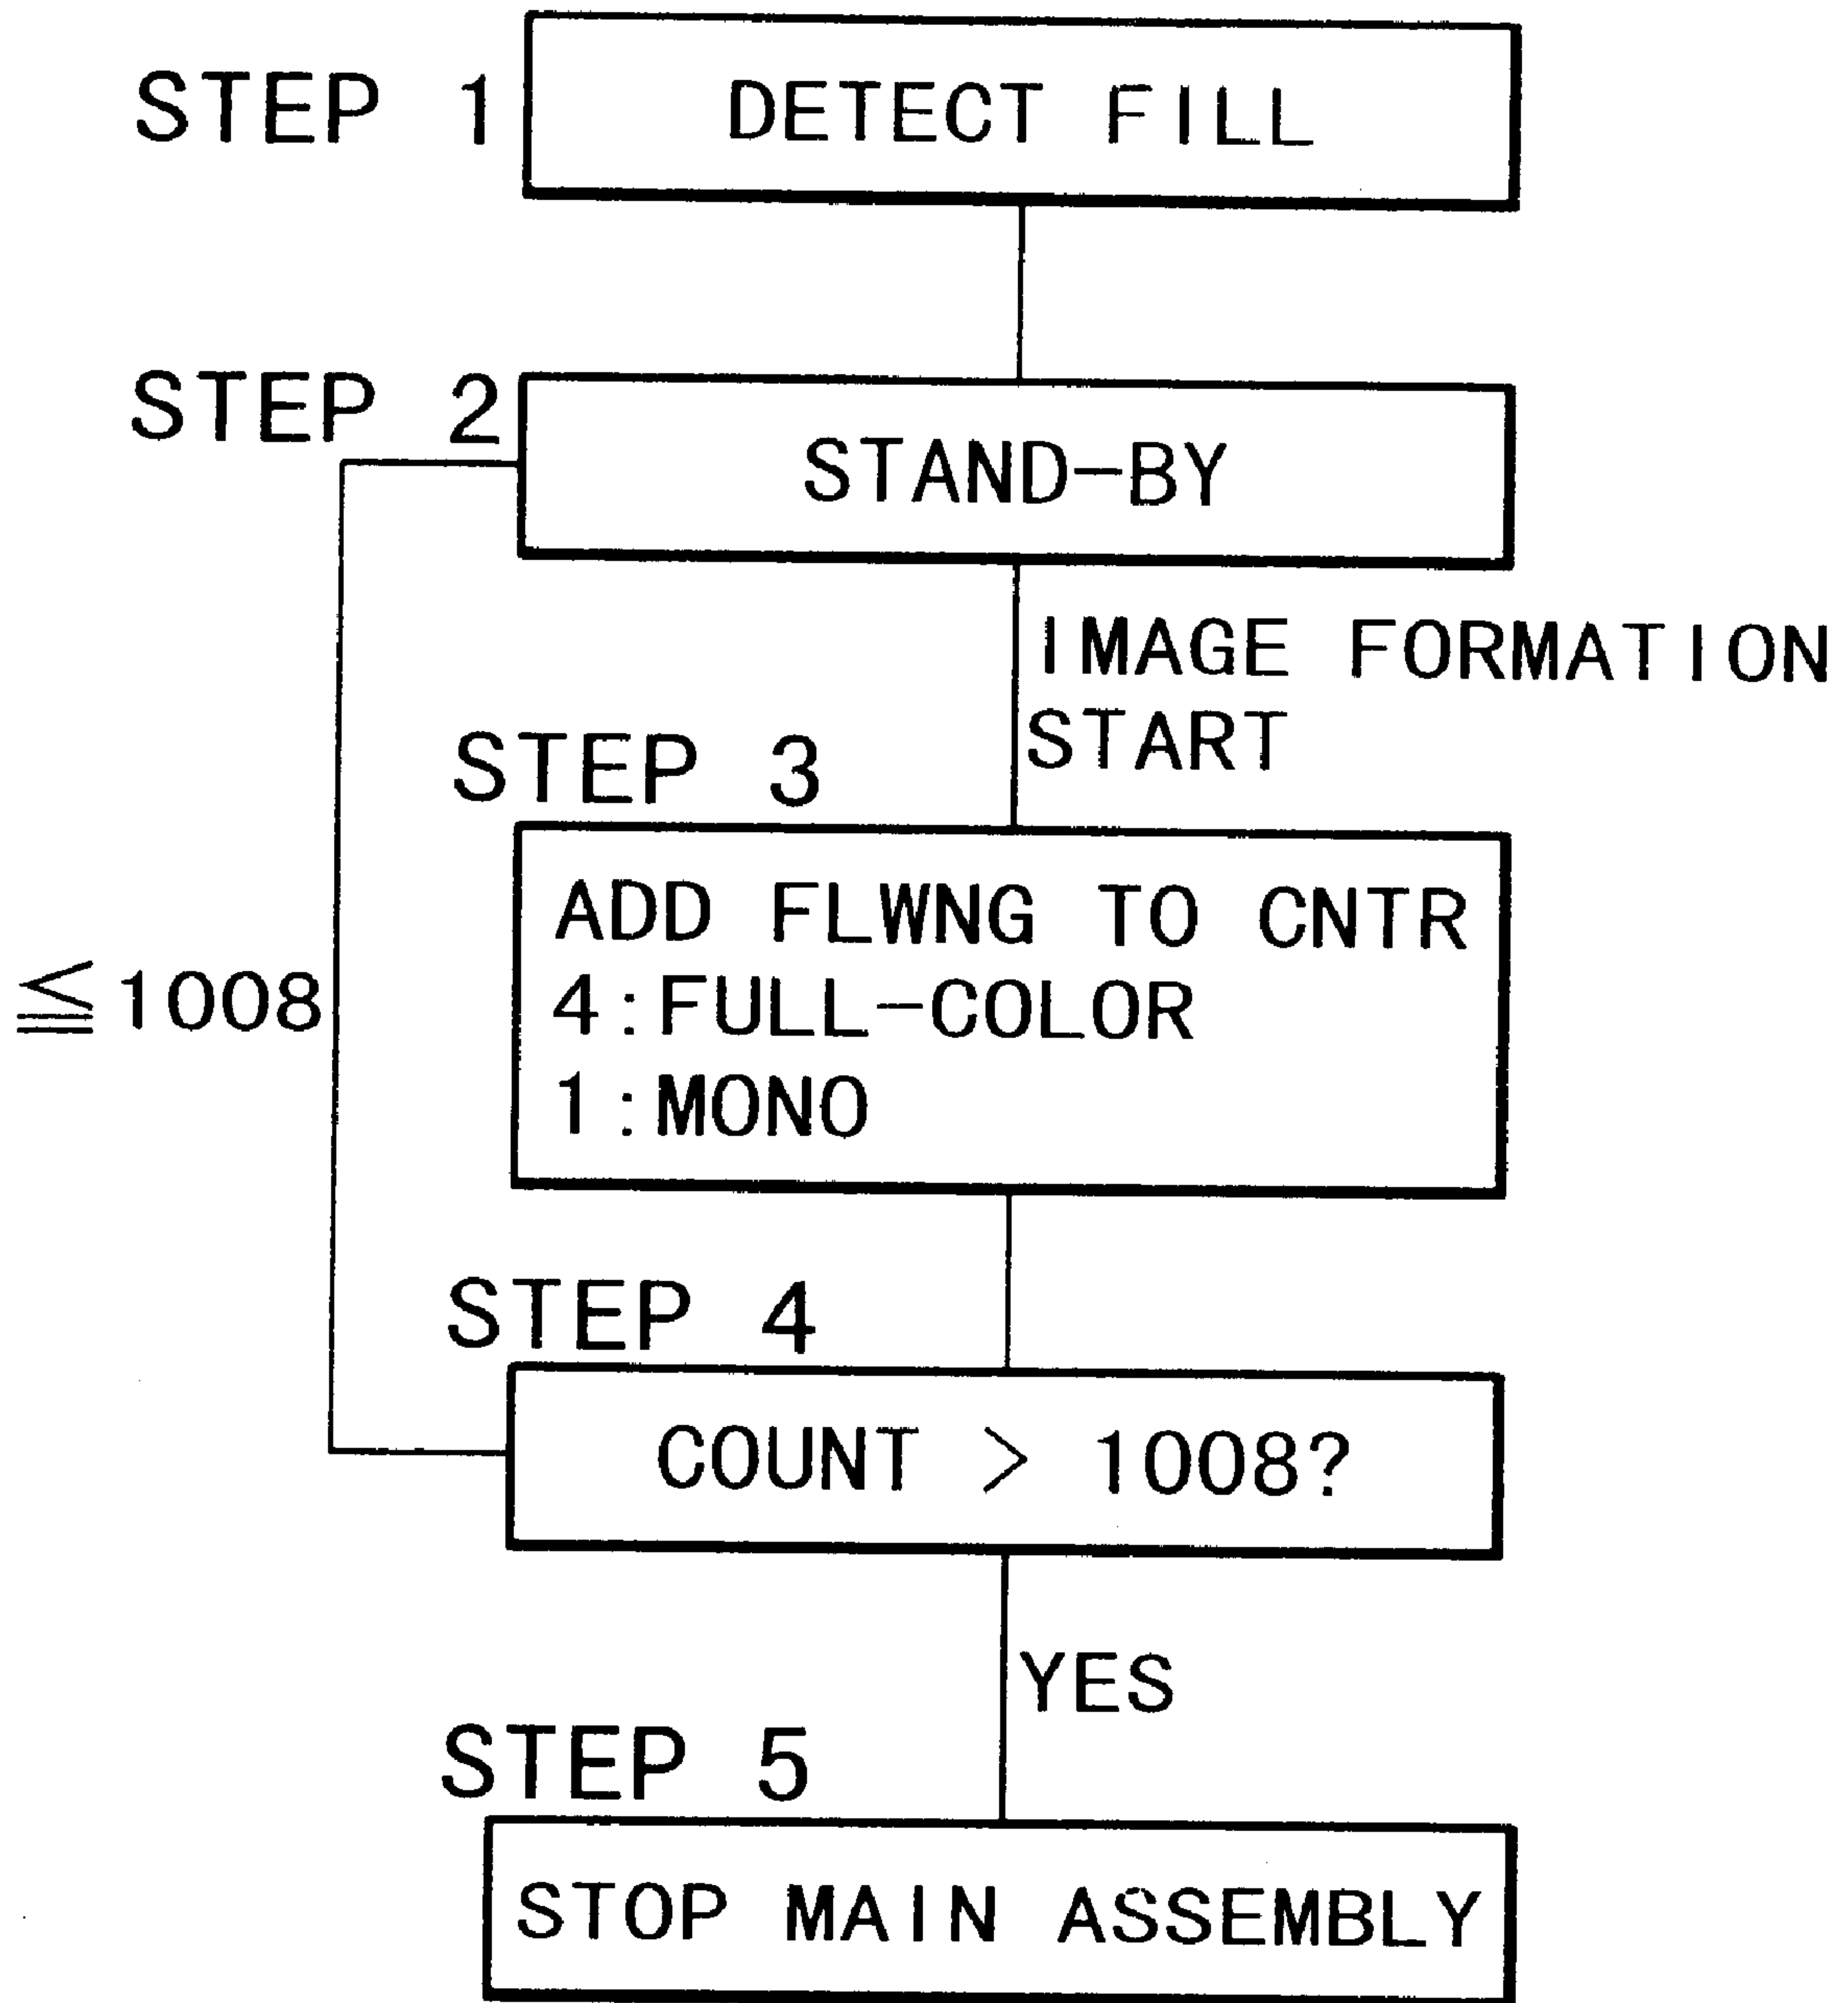 STEP 1
DETECT FILL
STEP 2
STAND-BY
IMAGE FORMATION
START
STEP 3
ADD FLWNG TO CNTR
4:FULL-COLOR
1:MONO
≦1008
STEP 4
COUNT > 1008?
YES
STEP 5
STOP MAIN ASSEMBLY